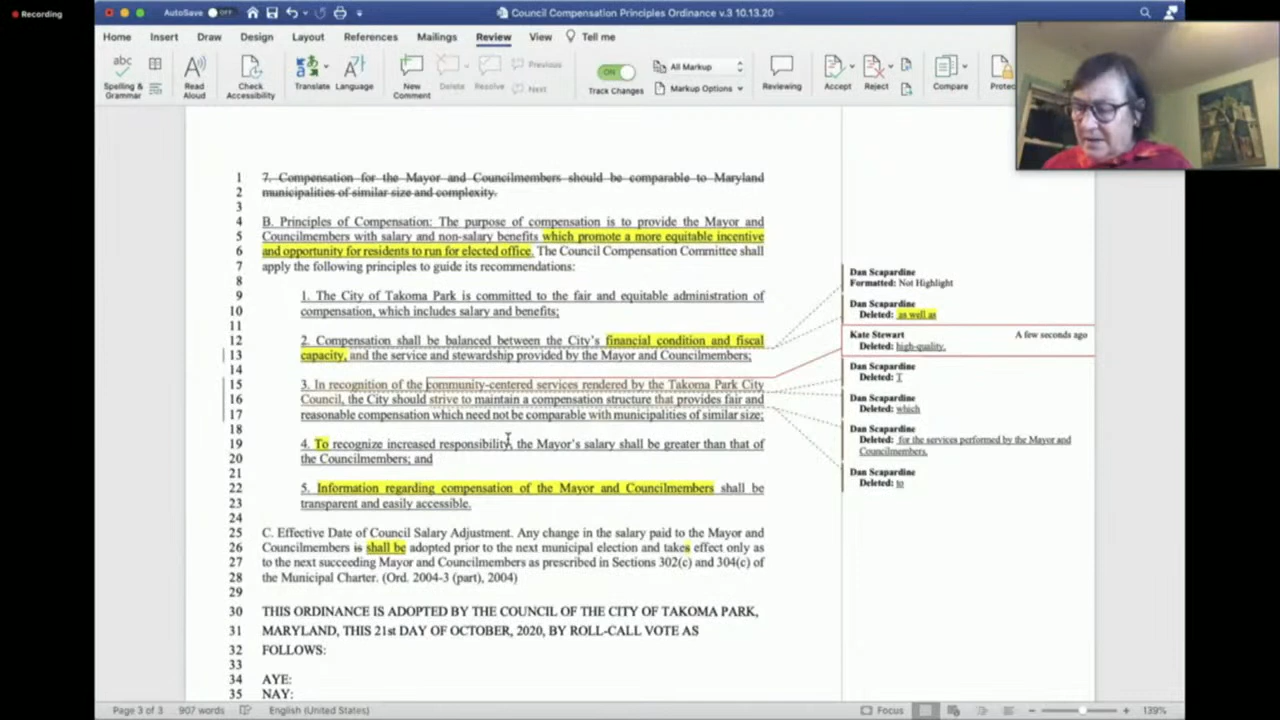 Recording
AutoSave OFF
Council Compensation Principles Ordinance v.3 10.13.20
Home Insert Draw Design Layout References Mailings Review View Tell me
Spelling & Grammar
Read Aloud
Check Accessibility
Translate
Language
New Comment
Delete
Resolve
Previous
Next
ON
Track Changes
All Markup
Markup Options
Reviewing
Accept
Reject
Compare
Protec
1 7. Compensation for the Mayor and Councilmembers should be comparable to Maryland
2 municipalities of similar size and complexity.
3
4 B. Principles of Compensation: The purpose of compensation is to provide the Mayor and
5 Councilmembers with salary and non-salary benefits which promote a more equitable incentive
6 and opportunity for residents to run for elected office. The Council Compensation Committee shall
7 apply the following principles to guide its recommendations:
8
9 1. The City of Takoma Park is committed to the fair and equitable administration of
10 compensation, which includes salary and benefits;
11
12 2. Compensation shall be balanced between the City's financial condition and fiscal
13 capacity, and the service and stewardship provided by the Mayor and Councilmembers;
14
15 3. In recognition of the community-centered services rendered by the Takoma Park City
16 Council, the City should strive to maintain a compensation structure that provides fair and
17 reasonable compensation which need not be comparable with municipalities of similar size;
18
19 4. To recognize increased responsibility, the Mayor's salary shall be greater than that of
20 the Councilmembers; and
21
22 5. Information regarding compensation of the Mayor and Councilmembers shall be
23 transparent and easily accessible.
24
25 C. Effective Date of Council Salary Adjustment. Any change in the salary paid to the Mayor and
26 Councilmembers is shall be adopted prior to the next municipal election and takes effect only as
27 to the next succeeding Mayor and Councilmembers as prescribed in Sections 302(c) and 304(c) of
28 the Municipal Charter. (Ord. 2004-3 (part), 2004)
29
30 THIS ORDINANCE IS ADOPTED BY THE COUNCIL OF THE CITY OF TAKOMA PARK,
31 MARYLAND, THIS 21st DAY OF OCTOBER, 2020, BY ROLL-CALL VOTE AS
32 FOLLOWS:
33
34 AYE:
35 NAY:
Dan Scapardine
Formatted: Not Highlight
Dan Scapardine
Deleted: as well as
Kate Stewart A few seconds ago
Deleted: high-quality,
Dan Scapardine
Deleted: T
Dan Scapardine
Deleted: which
Dan Scapardine
Deleted: for the services performed by the Mayor and
Councilmembers,
Dan Scapardine
Deleted: to
Page 3 of 3 907 words English (United States) Focus 139%